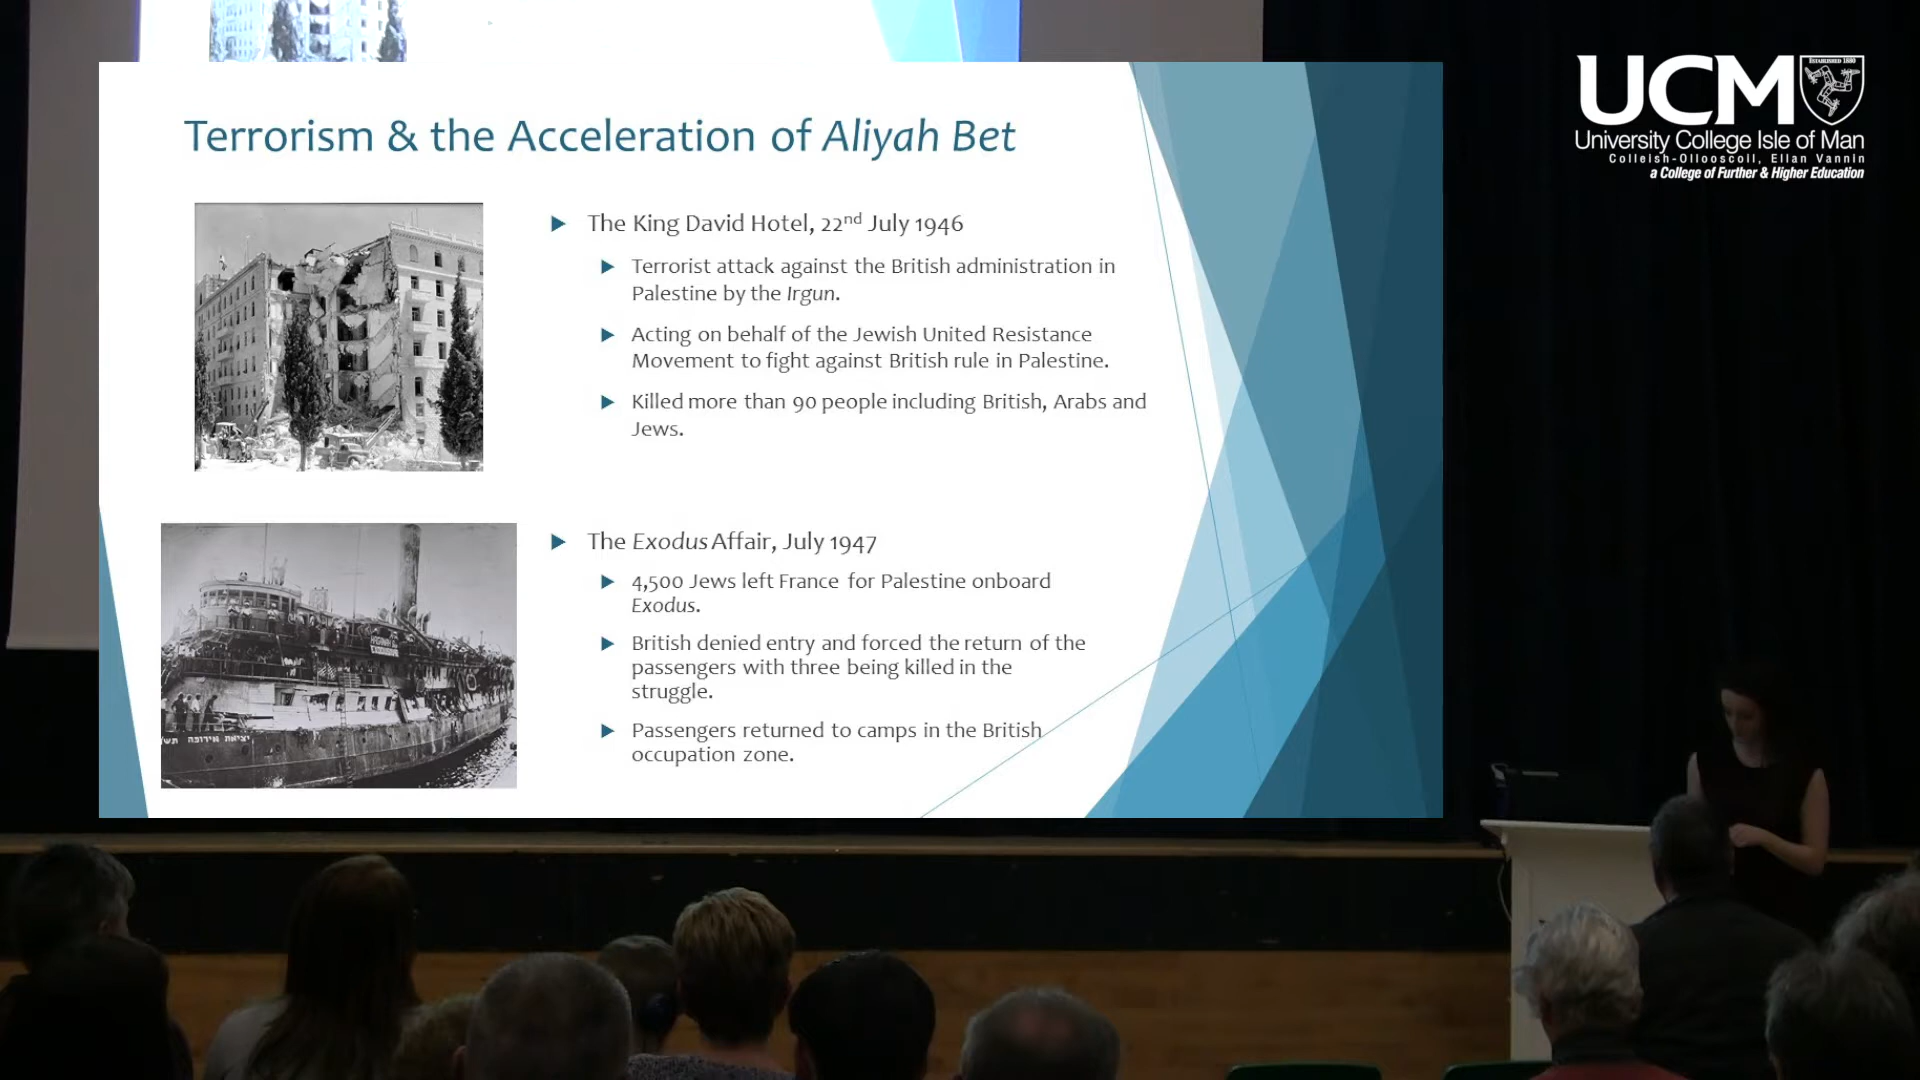 Terrorism & the Acceleration of Aliyah Bet
The King David Hotel, 22nd July 1946
Terrorist attack against the British administration in
Palestine by the Irgun.
Acting on behalf of the Jewish United Resistance
Movement to fight against British rule in Palestine.
Killed more than 90 people including British, Arabs and
Jews.
The Exodus Affair, July 1947
4,500 Jews left France for Palestine onboard
Exodus.
British denied entry and forced the return of the
passengers with three being killed in the
struggle.
Passengers returned to camps in the British
occupation zone.
יציאת אירופה תש
UCM
ESTABLISHED 1880
University College Isle of Man
Colleish-Ollooscoil, Ellan Vannin
a College of Further & Higher Education